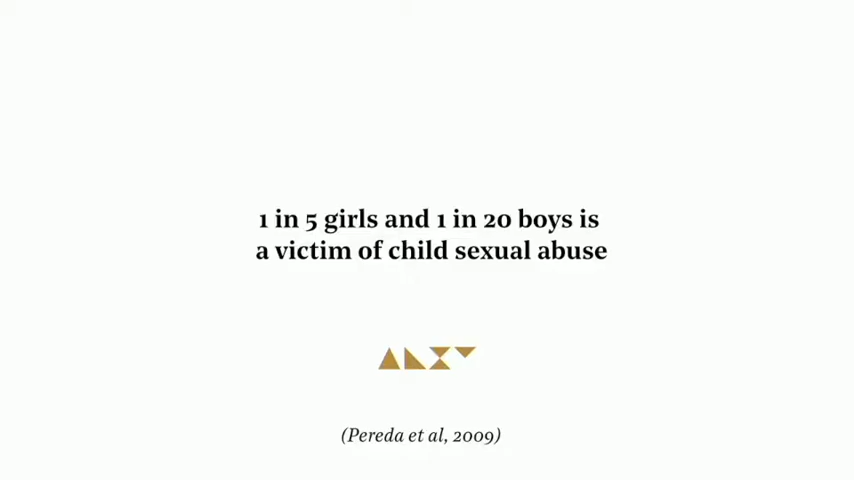 1 in 5 girls and 1 in 20 boys is
a victim of child sexual abuse
(Pereda et al, 2009)